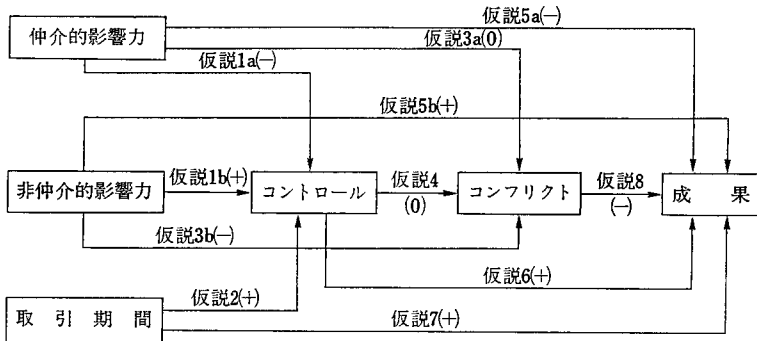 仮説5a(−)
仲介的影響力
仮説3a(0)
仮説1a(−)
仮説5b(+)
非仲介的影響力
仮説1b(+)
コントロール
仮説4
(0)
コンフリクト
仮説8
(−)
成果
仮説3b(−)
仮説6(+)
仮説2(+)
取引期間
仮説7(+)